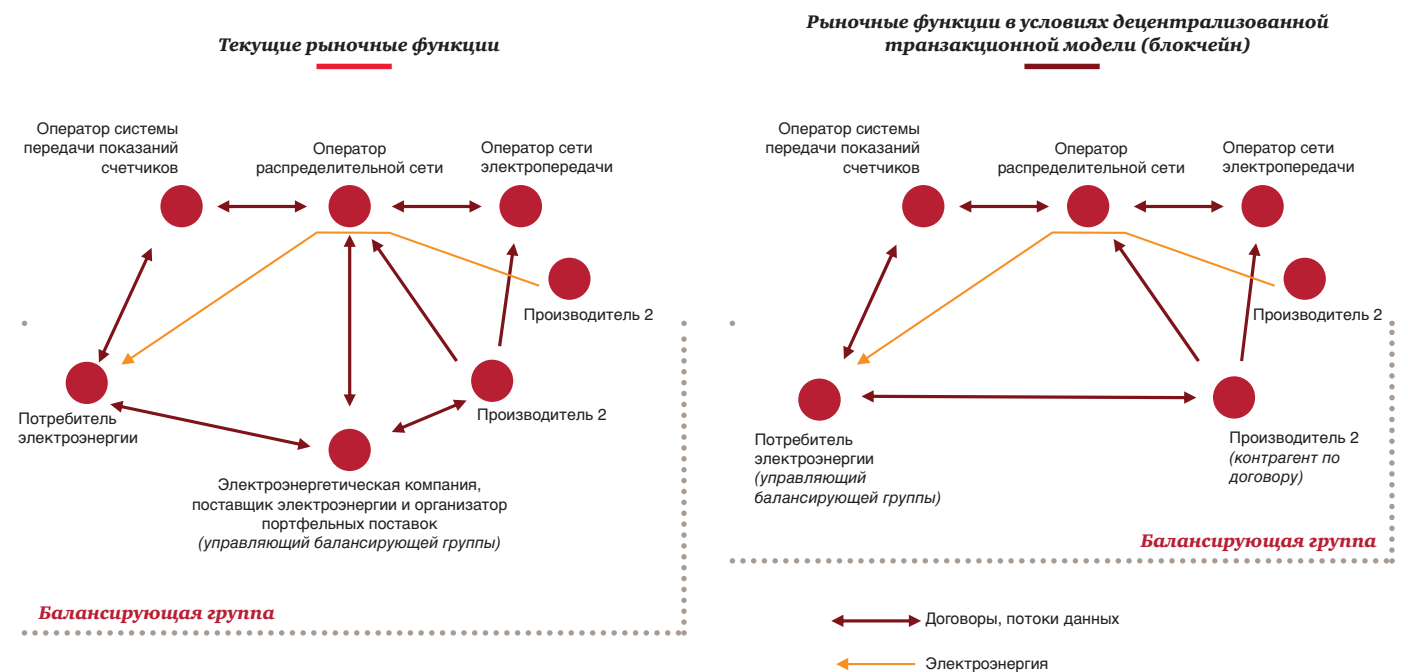 Текущие рыночные функции
Оператор системы
передачи показаний
счетчиков
Оператор
распределительной сети
Оператор сети
электропередачи
Производитель 2
Потребитель
электроэнергии
Производитель 2
Электроэнергетическая компания,
поставщик электроэнергии и организатор
портфельных поставок
(управляющий балансирующей группы)
Балансирующая группа
Рыночные функции в условиях децентрализованной
транзакционной модели (блокчейн)
Оператор системы
передачи показаний
счетчиков
Оператор
распределительной сети
Оператор сети
электропередачи
Производитель 2
Потребитель
электроэнергии
(управляющий
балансирующей группы)
Производитель 2
(контрагент по
договору)
Балансирующая группа
Договоры, потоки данных
Электроэнергия